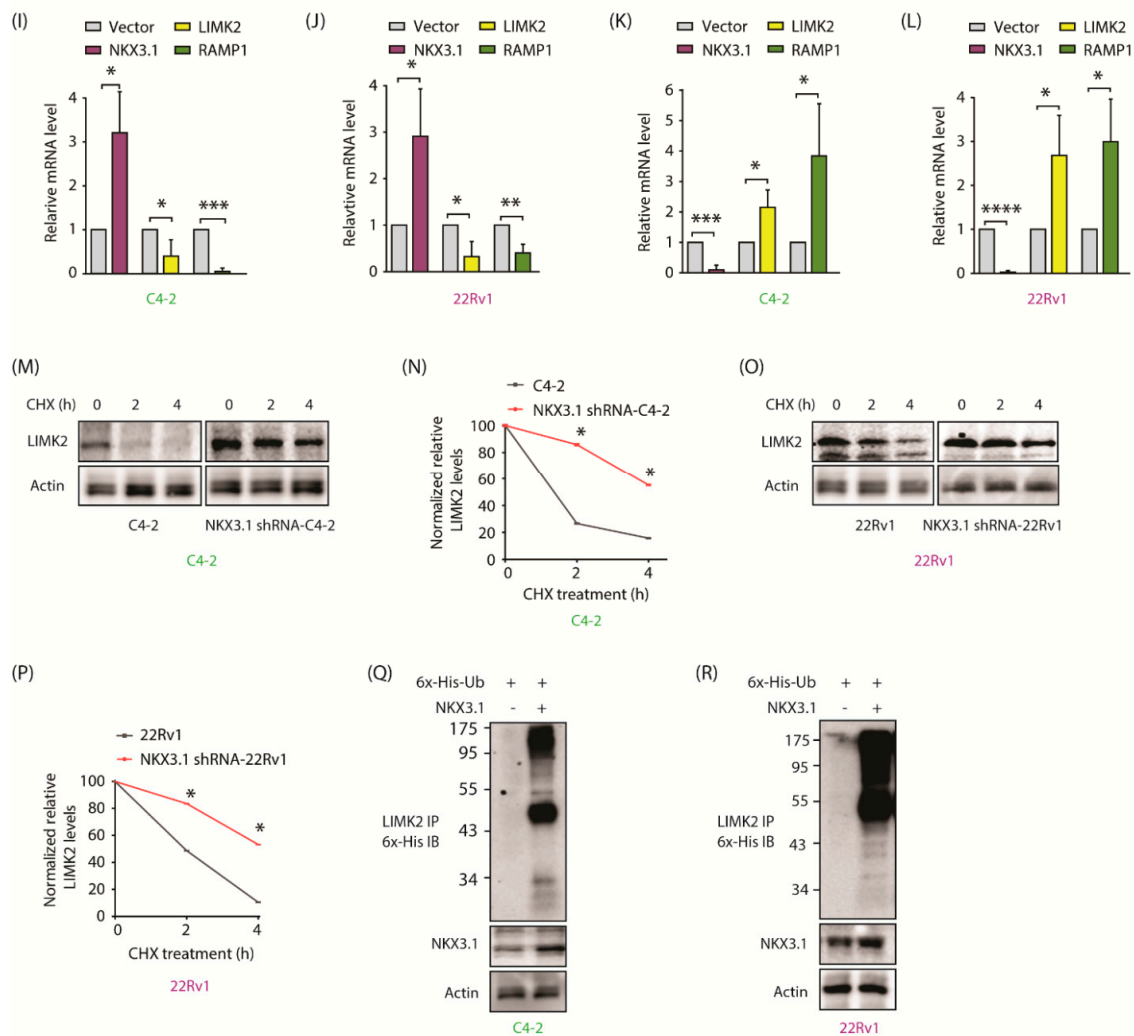 (I)
Vector
LIMK2
NKX3.1
RAMP1
Relarive mRNA level
4
3
2
1
0
*
*
***
C4-2
(J)
Vector
LIMK2
NKX3.1
RAMP1
Relavtive mRNA level
4
3
2
1
0
*
*
**
22Rv1
(K)
Vector
LIMK2
NKX3.1
RAMP1
Relative mRNA level
6
5
4
3
2
1
0
***
*
*
C4-2
(L)
Vector
LIMK2
NKX3.1
RAMP1
Relative mRNA level
4
3
2
1
0
****
*
*
22Rv1
(M)
CHX (h) 0 2 4 0 2 4
LIMK2
Actin
C4-2 NKX3.1 shRNA-C4-2
C4-2
(N)
C4-2
NKX3.1 shRNA-C4-2
Normalized relative
LIMK2 levels
100
80
60
40
20
0
*
*
0 2 4
CHX treatment (h)
C4-2
(O)
CHX (h) 0 2 4 0 2 4
LIMK2
Actin
22Rv1 NKX3.1 shRNA-22Rv1
22Rv1
(P)
22Rv1
NKX3.1 shRNA-22Rv1
Normalized relative
LIMK2 levels
100
80
60
40
20
0
*
*
0 2 4
CHX treatment (h)
22Rv1
(Q)
6x-His-Ub + +
NKX3.1 - +
175
95
55
43
34
LIMK2 IP
6x-His IB
NKX3.1
Actin
C4-2
(R)
6x-His-Ub + +
NKX3.1 - +
175
95
55
43
34
LIMK2 IP
6x-His IB
NKX3.1
Actin
22Rv1